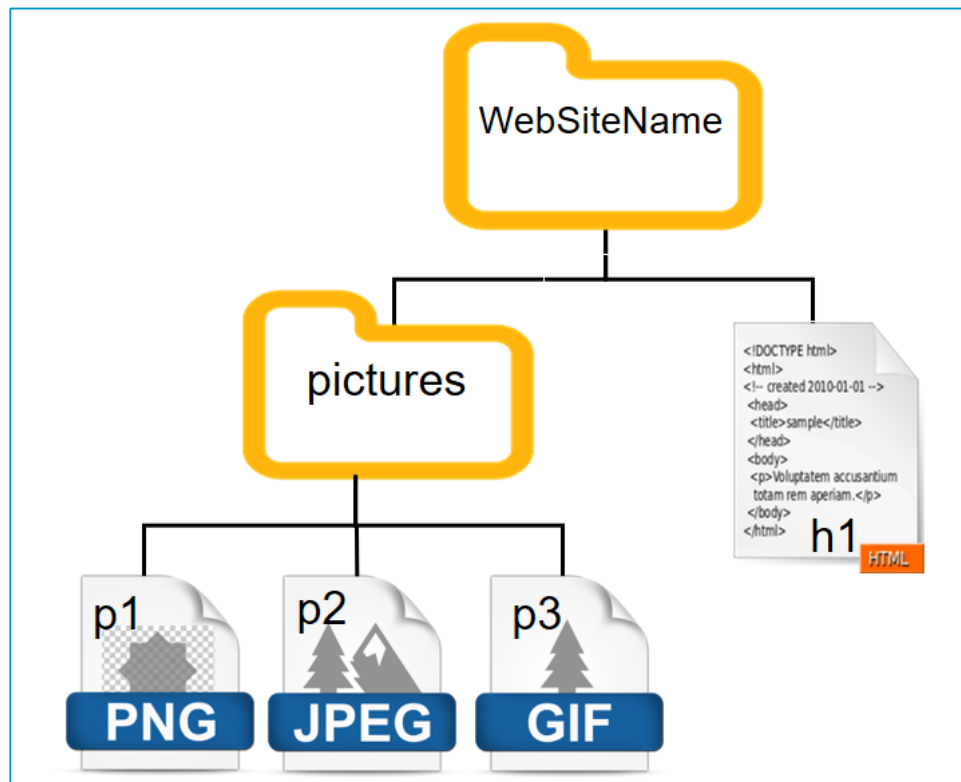 WebSiteName
pictures
<!DOCTYPE html>
<html>
<!-- created 2010-01-01 -->
<head>
<title>sample</title>
</head>
<body>
<p>Voluptatem accusantium
totam rem aperiam.</p>
</body>
</html>
h1
HTML
p1
PNG
p2
JPEG
p3
GIF